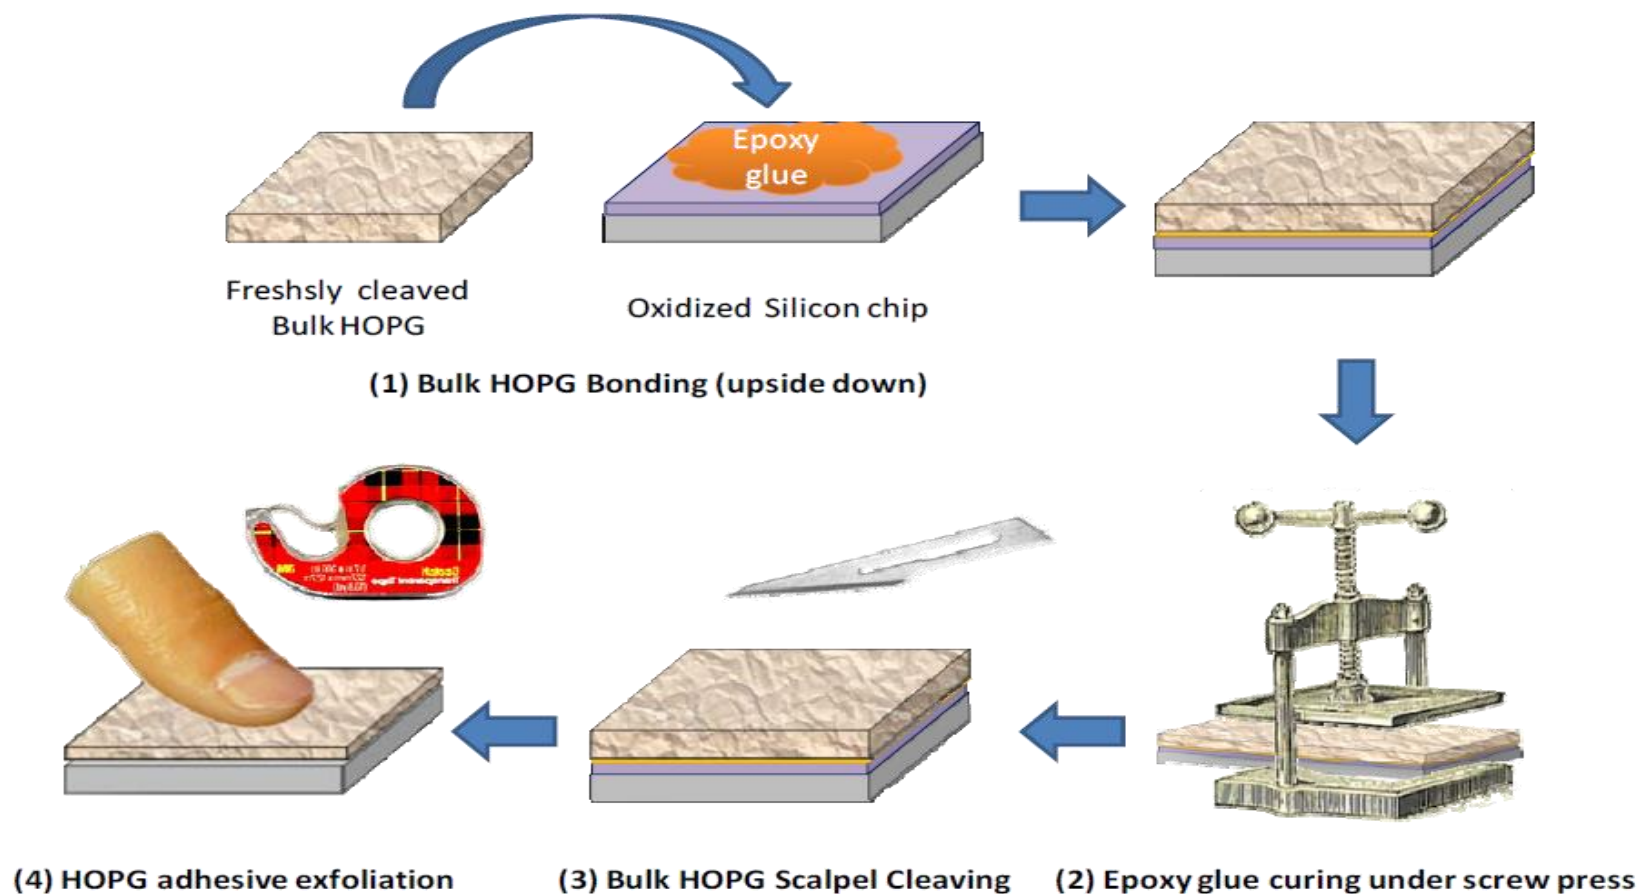 Epoxy
glue
Freshsly cleaved
Bulk HOPG
Oxidized Silicon chip
(1) Bulk HOPG Bonding (upside down)
(4) HOPG adhesive exfoliation
(3) Bulk HOPG Scalpel Cleaving
(2) Epoxy glue curing under screw press